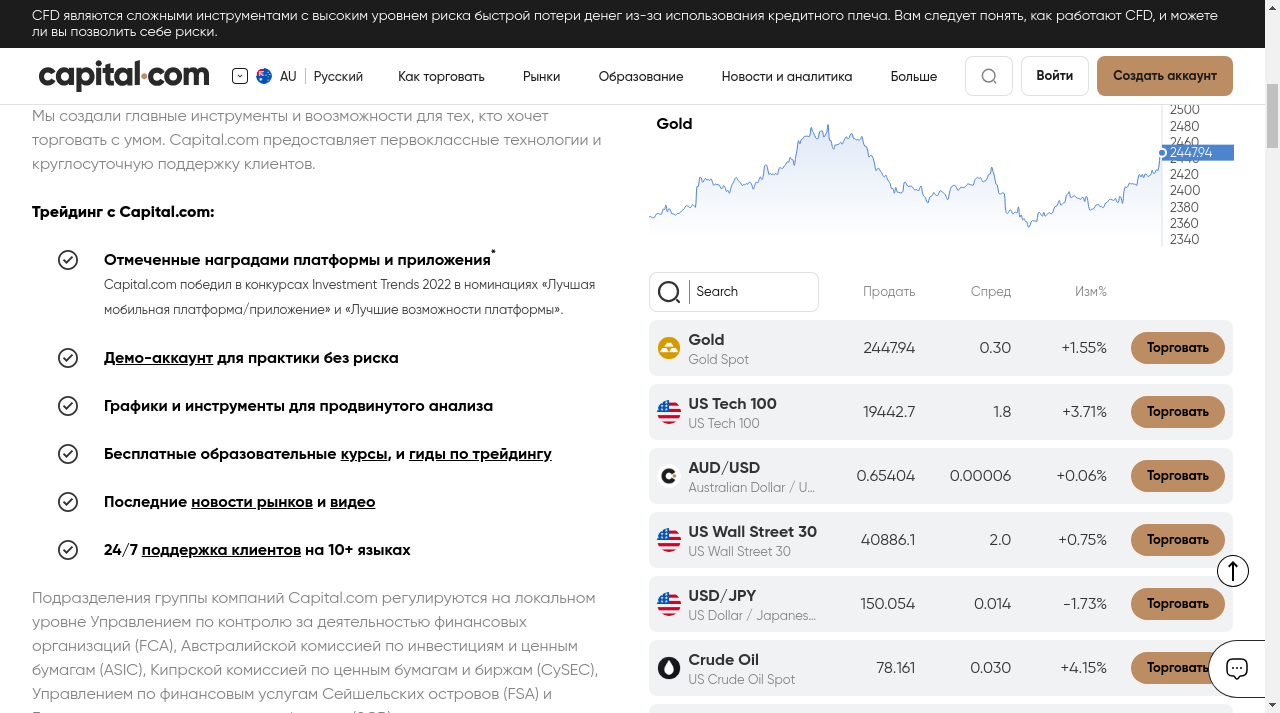 CFD являются сложными инструментами с высоким уровнем риска быстрой потери денег из-за использования кредитного плеча. Вам следует понять, как работают CFD, и можете
ли вы позволить себе риски.
capital.com
AU Русский Как торговать Рынки Образование Новости и аналитика Больше Войти Создать аккаунт
Мы создали главные инструменты и воозможности для тех, кто хочет
торговать с умом. Capital.com предоставляет первоклассные технологии и
круглосуточную поддержку клиентов.
Трейдинг с Capital.com:
Отмеченные наградами платформы и приложения*
Capital.com победил в конкурсах Investment Trends 2022 в номинациях «Лучшая
мобильная платформа/приложение» и «Лучшие возможности платформы».
Демо-аккаунт для практики без риска
Графики и инструменты для продвинутого анализа
Бесплатные образовательные курсы, и гиды по трейдингу
Последние новости рынков и видео
24/7 поддержка клиентов на 10+ языках
Подразделения группы компаний Capital.com регулируются на локальном
уровне Управлением по контролю за деятельностью финансовых
организаций (FCA), Австралийской комиссией по инвестициям и ценным
бумагам (ASIC), Кипрской комиссией по ценным бумагам и биржам (CySEC),
Управлением по финансовым услугам Сейшельских островов (FSA) и
Gold
2500
2480
2460
2447.94
2440
2420
2400
2380
2360
2340
Search Продать Спред Изм%
Gold
Gold Spot
2447.94 0.30 +1.55% Торговать
US Tech 100
US Tech 100
19442.7 1.8 +3.71% Торговать
AUD/USD
Australian Dollar / U...
0.65404 0.00006 +0.06% Торговать
US Wall Street 30
US Wall Street 30
40886.1 2.0 +0.75% Торговать
USD/JPY
US Dollar / Japanes...
150.054 0.014 -1.73% Торговать
Crude Oil
US Crude Oil Spot
78.161 0.030 +4.15% Торговать